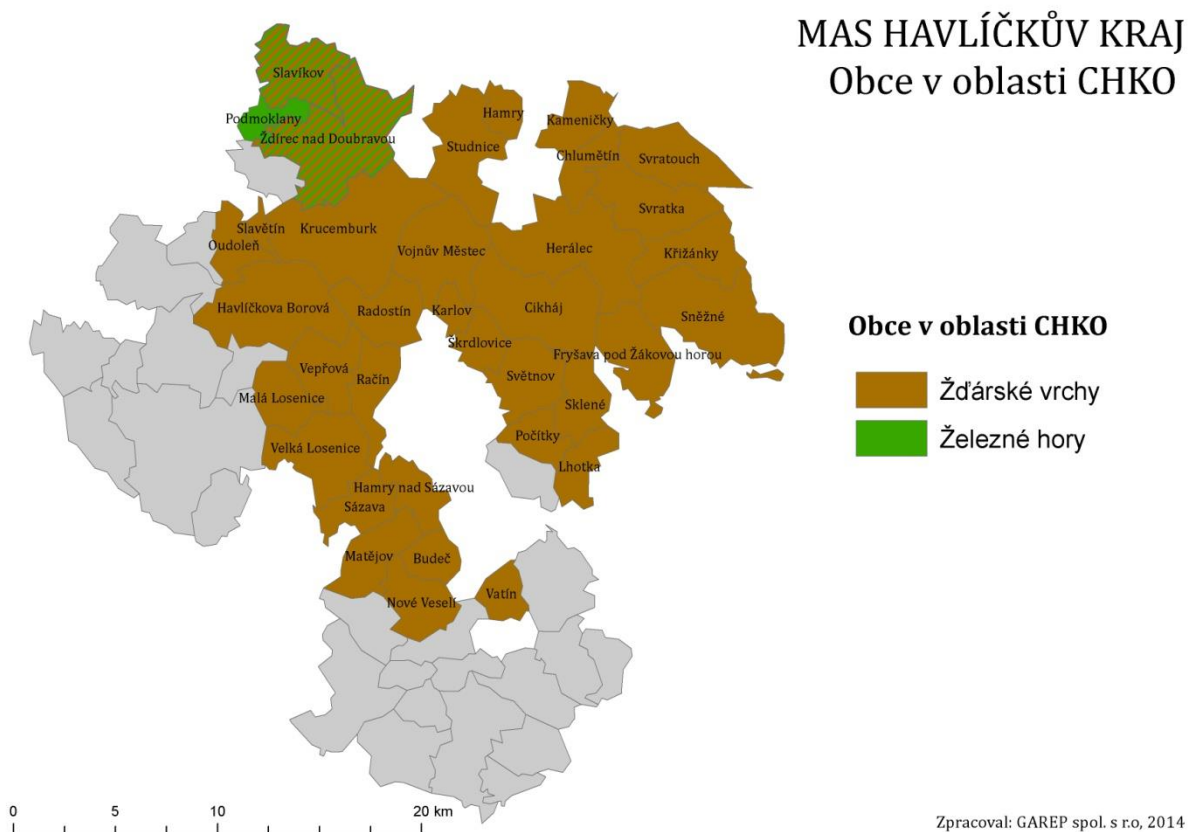 MAS HAVLÍČKŮV KRAJ
Obce v oblasti CHKO
Slavíkov
Podmoklany
Ždírec nad Doubravou
Hamry
Studnice
Kameničky
Chlumětín
Svratouch
Svratka
Slavětín
Oudoleň
Krucemburk
Vojnův Městec
Herálec
Křižánky
Havlíčkova Borová
Radostín
Karlov
Cikháj
Sněžné
Škrdlovice
Fryšava pod Žákovou horou
Vepřová
Račín
Světnov
Malá Losenice
Sklené
Počítky
Velká Losenice
Lhotka
Hamry nad Sázavou
Sázava
Matějov
Budeč
Nové Veselí
Vatín
Obce v oblasti CHKO
Žďárské vrchy
Železné hory
0 5 10 20 km
Zpracoval: GAREP spol. s r.o, 2014